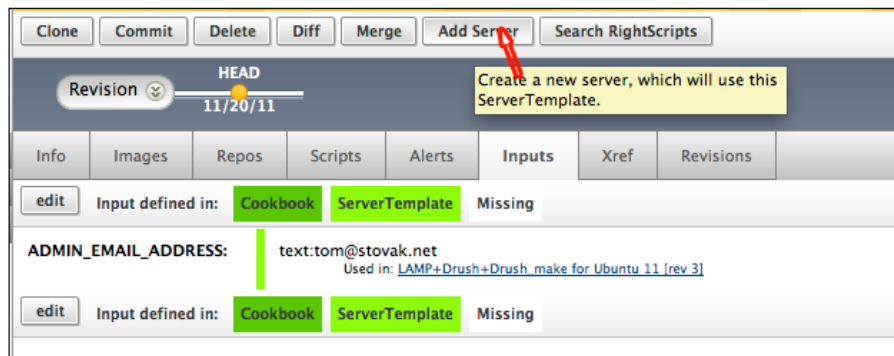 Clone Commit Delete Diff Merge Add Server Search RightScripts
Revision HEAD
11/20/11
Create a new server, which will use this
ServerTemplate.
Info Images Repos Scripts Alerts Inputs Xref Revisions
edit Input defined in: Cookbook ServerTemplate Missing
ADMIN_EMAIL_ADDRESS: text:tom@stovak.net
Used in: LAMP+Drush+Drush_make for Ubuntu 11 [rev 3]
edit Input defined in: Cookbook ServerTemplate Missing